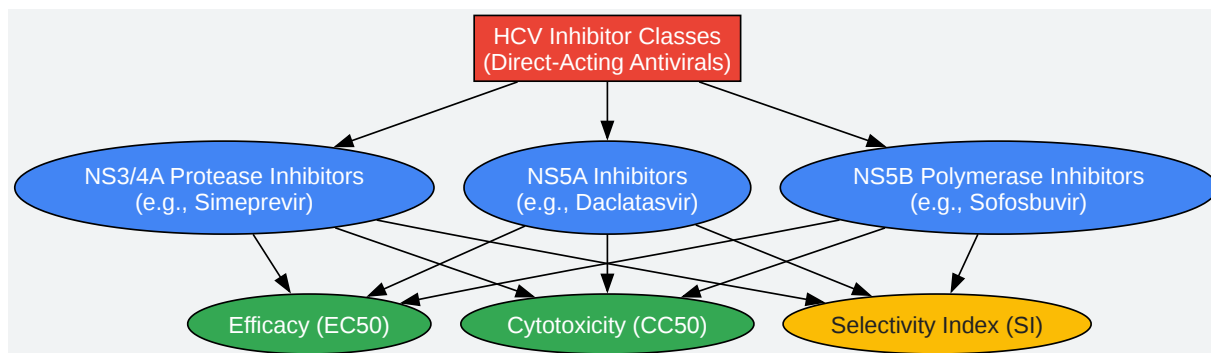 HCV Inhibitor Classes
(Direct-Acting Antivirals)
NS3/4A Protease Inhibitors
(e.g., Simeprevir)
NS5A Inhibitors
(e.g., Daclatasvir)
NS5B Polymerase Inhibitors
(e.g., Sofosbuvir)
Efficacy (EC50)
Cytotoxicity (CC50)
Selectivity Index (SI)